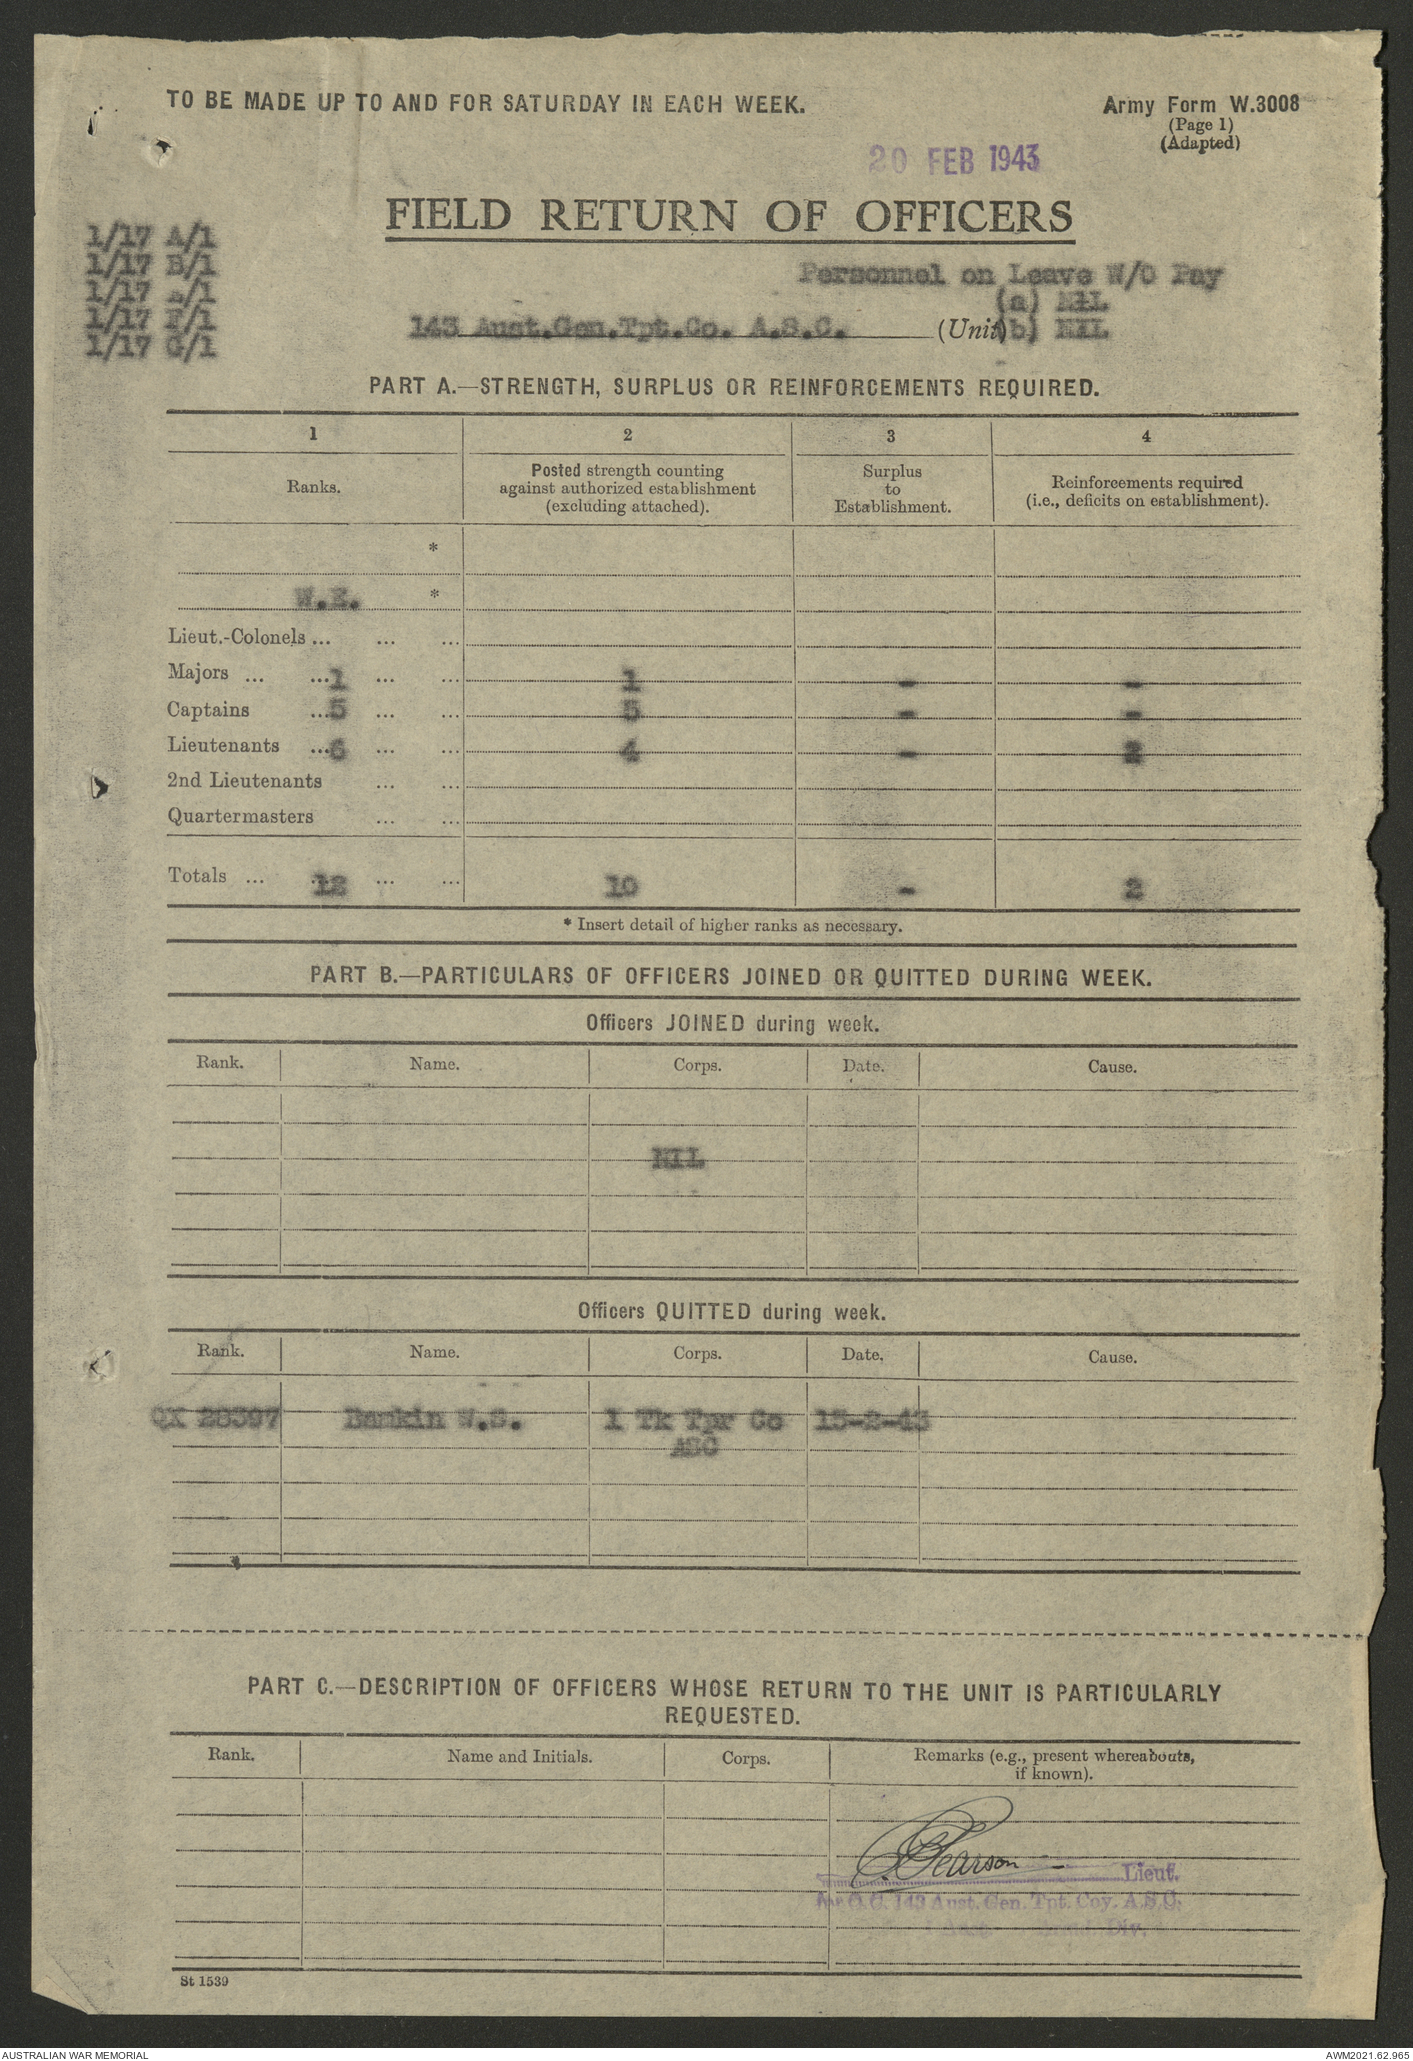 TO BE MADE UP TO AND FOR SATURDAY IN EACH WEEK.
Army Form W.3008
(Page 1)
(Adapted)
20 FEB 1943
FIELD RETURN OF OFFICERS
1/17 A/1
1/17 B/1
1/17 /1
1/17 F/1
1/17 G/1
Personnel on Leave W/O Pay
(a) NIL
143 Aust.Gen.Tpt.Co. A.S.C. (Unit) (b) NIL
PART A.—STRENGTH, SURPLUS OR REINFORCEMENTS REQUIRED.
1 2 3 4
Ranks.
Posted strength counting
against authorized establishment
(excluding attached).
Surplus
to
Establishment.
Reinforcements required
(i.e., deficits on establishment).
*
W.E. *
Lieut.-Colonels ... ... ...
Majors ... ...1 ... ... 1 - -
Captains ...5 ... ... 5 - -
Lieutenants ...6 ... ... 4 - 2
2nd Lieutenants ... ...
Quartermasters ... ...
Totals ... 12 ... ... 10 - 2
* Insert detail of higher ranks as necessary.
PART B.—PARTICULARS OF OFFICERS JOINED OR QUITTED DURING WEEK.
Officers JOINED during week.
Rank. Name. Corps. Date. Cause.
NIL
Officers QUITTED during week.
Rank. Name. Corps. Date. Cause.
QX W.S. 1 Tk Tpr Co 15-2-43
ASC
PART C.—DESCRIPTION OF OFFICERS WHOSE RETURN TO THE UNIT IS PARTICULARLY
REQUESTED.
Rank. Name and Initials. Corps. Remarks (e.g., present whereabouts,
if known).
Pearson Lieut.
for O.C. 143 Aust. Gen. Tpt. Coy. A.S.C.
Div.
St 1539
AUSTRALIAN WAR MEMORIAL
AWM2021.62.965